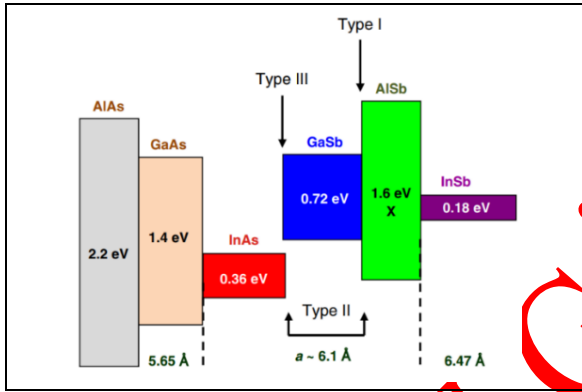 Type I
Type III
AlSb
AlAs
GaAs
GaSb
InSb
1.6 eV
X
0.72 eV
0.18 eV
1.4 eV
InAs
2.2 eV
0.36 eV
Type II
5.65 Å
a ~ 6.1 Å
6.47 Å